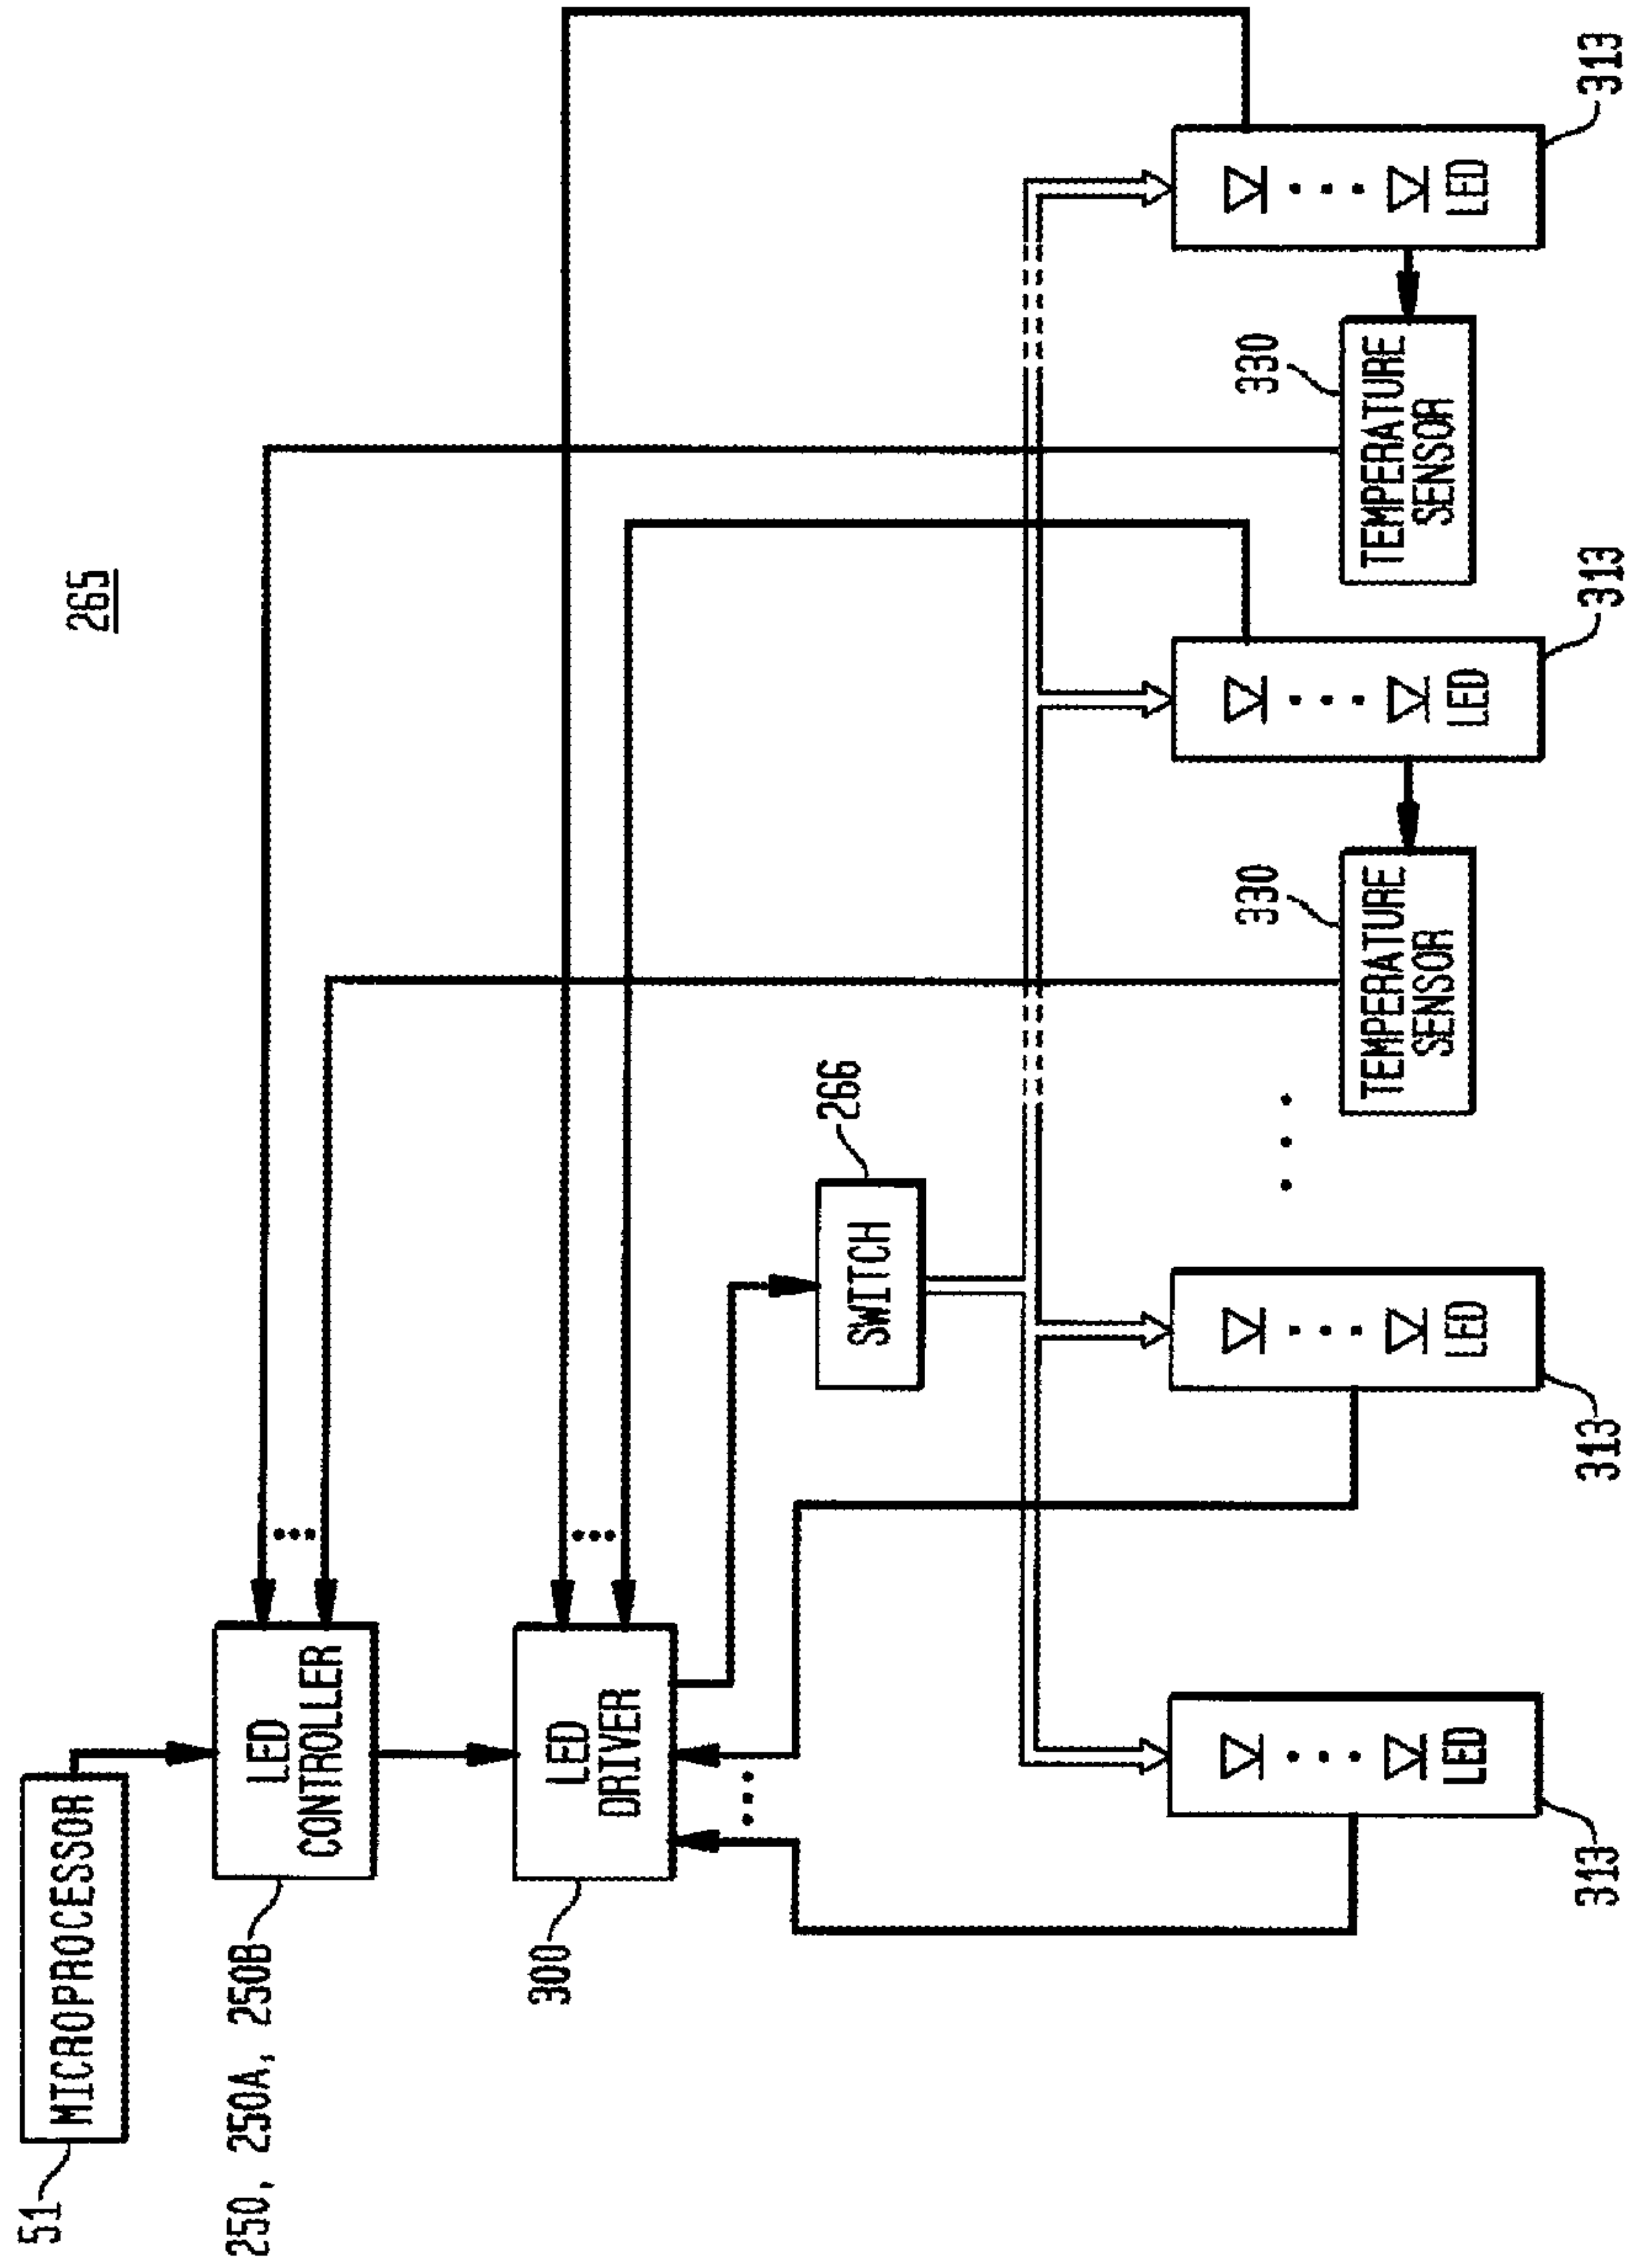 265
51
MICROPROCESSOR
250, 250A, 250B
LED
CONTROLLER
300
LED
DRIVER
SWITCH
266
330
330
TEMPERATURE
SENSOR
TEMPERATURE
SENSOR
LED
LED
LED
LED
313
313
313
313